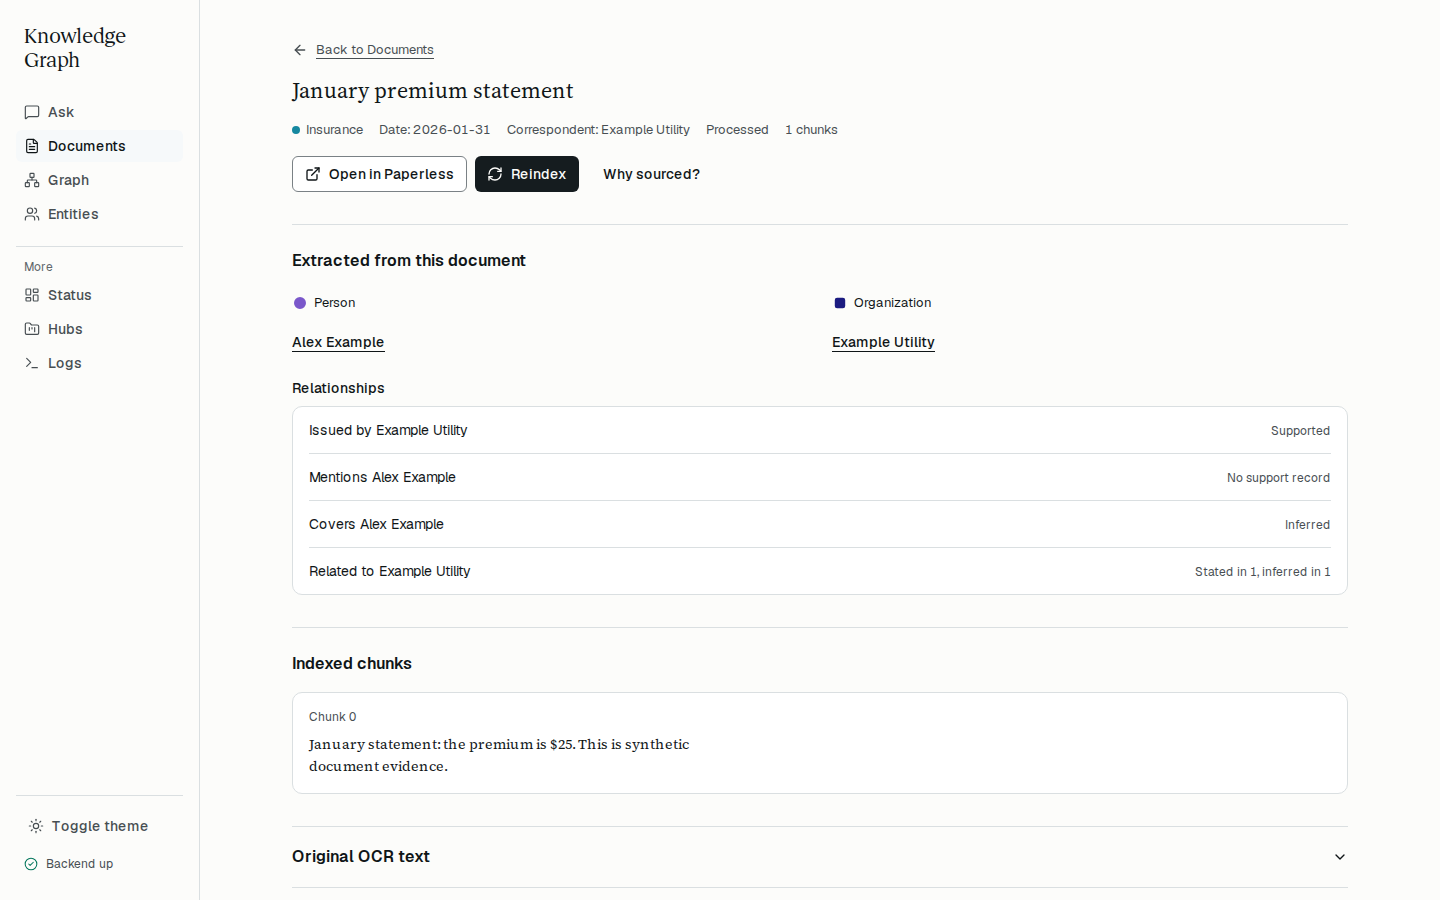 Knowledge
Graph
Ask
Documents
Graph
Entities
More
Status
Hubs
Logs
Toggle theme
Backend up
Back to Documents
January premium statement
Insurance Date: 2026-01-31 Correspondent: Example Utility Processed 1 chunks
Open in Paperless Reindex Why sourced?
Extracted from this document
Person Organization
Alex Example Example Utility
Relationships
Issued by Example Utility Supported
Mentions Alex Example No support record
Covers Alex Example Inferred
Related to Example Utility Stated in 1, inferred in 1
Indexed chunks
Chunk 0
January statement: the premium is $25. This is synthetic
document evidence.
Original OCR text